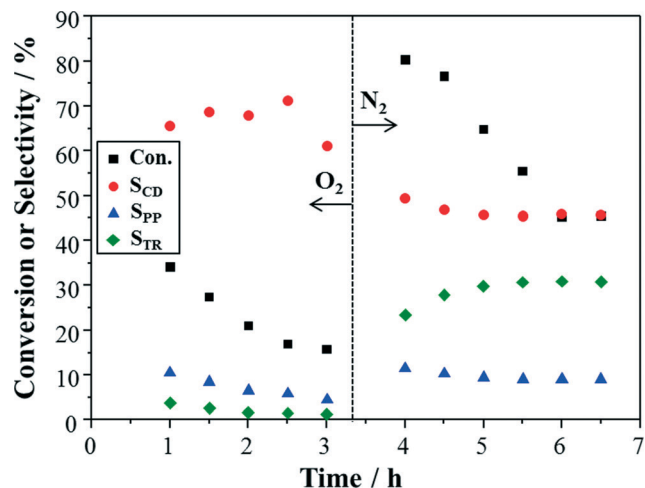 Conversion or Selectivity / %
90
80
70
60
50
40
30
20
10
0
Con.
S_CD
S_PP
S_TR
N₂
O₂
0 1 2 3 4 5 6 7
Time / h